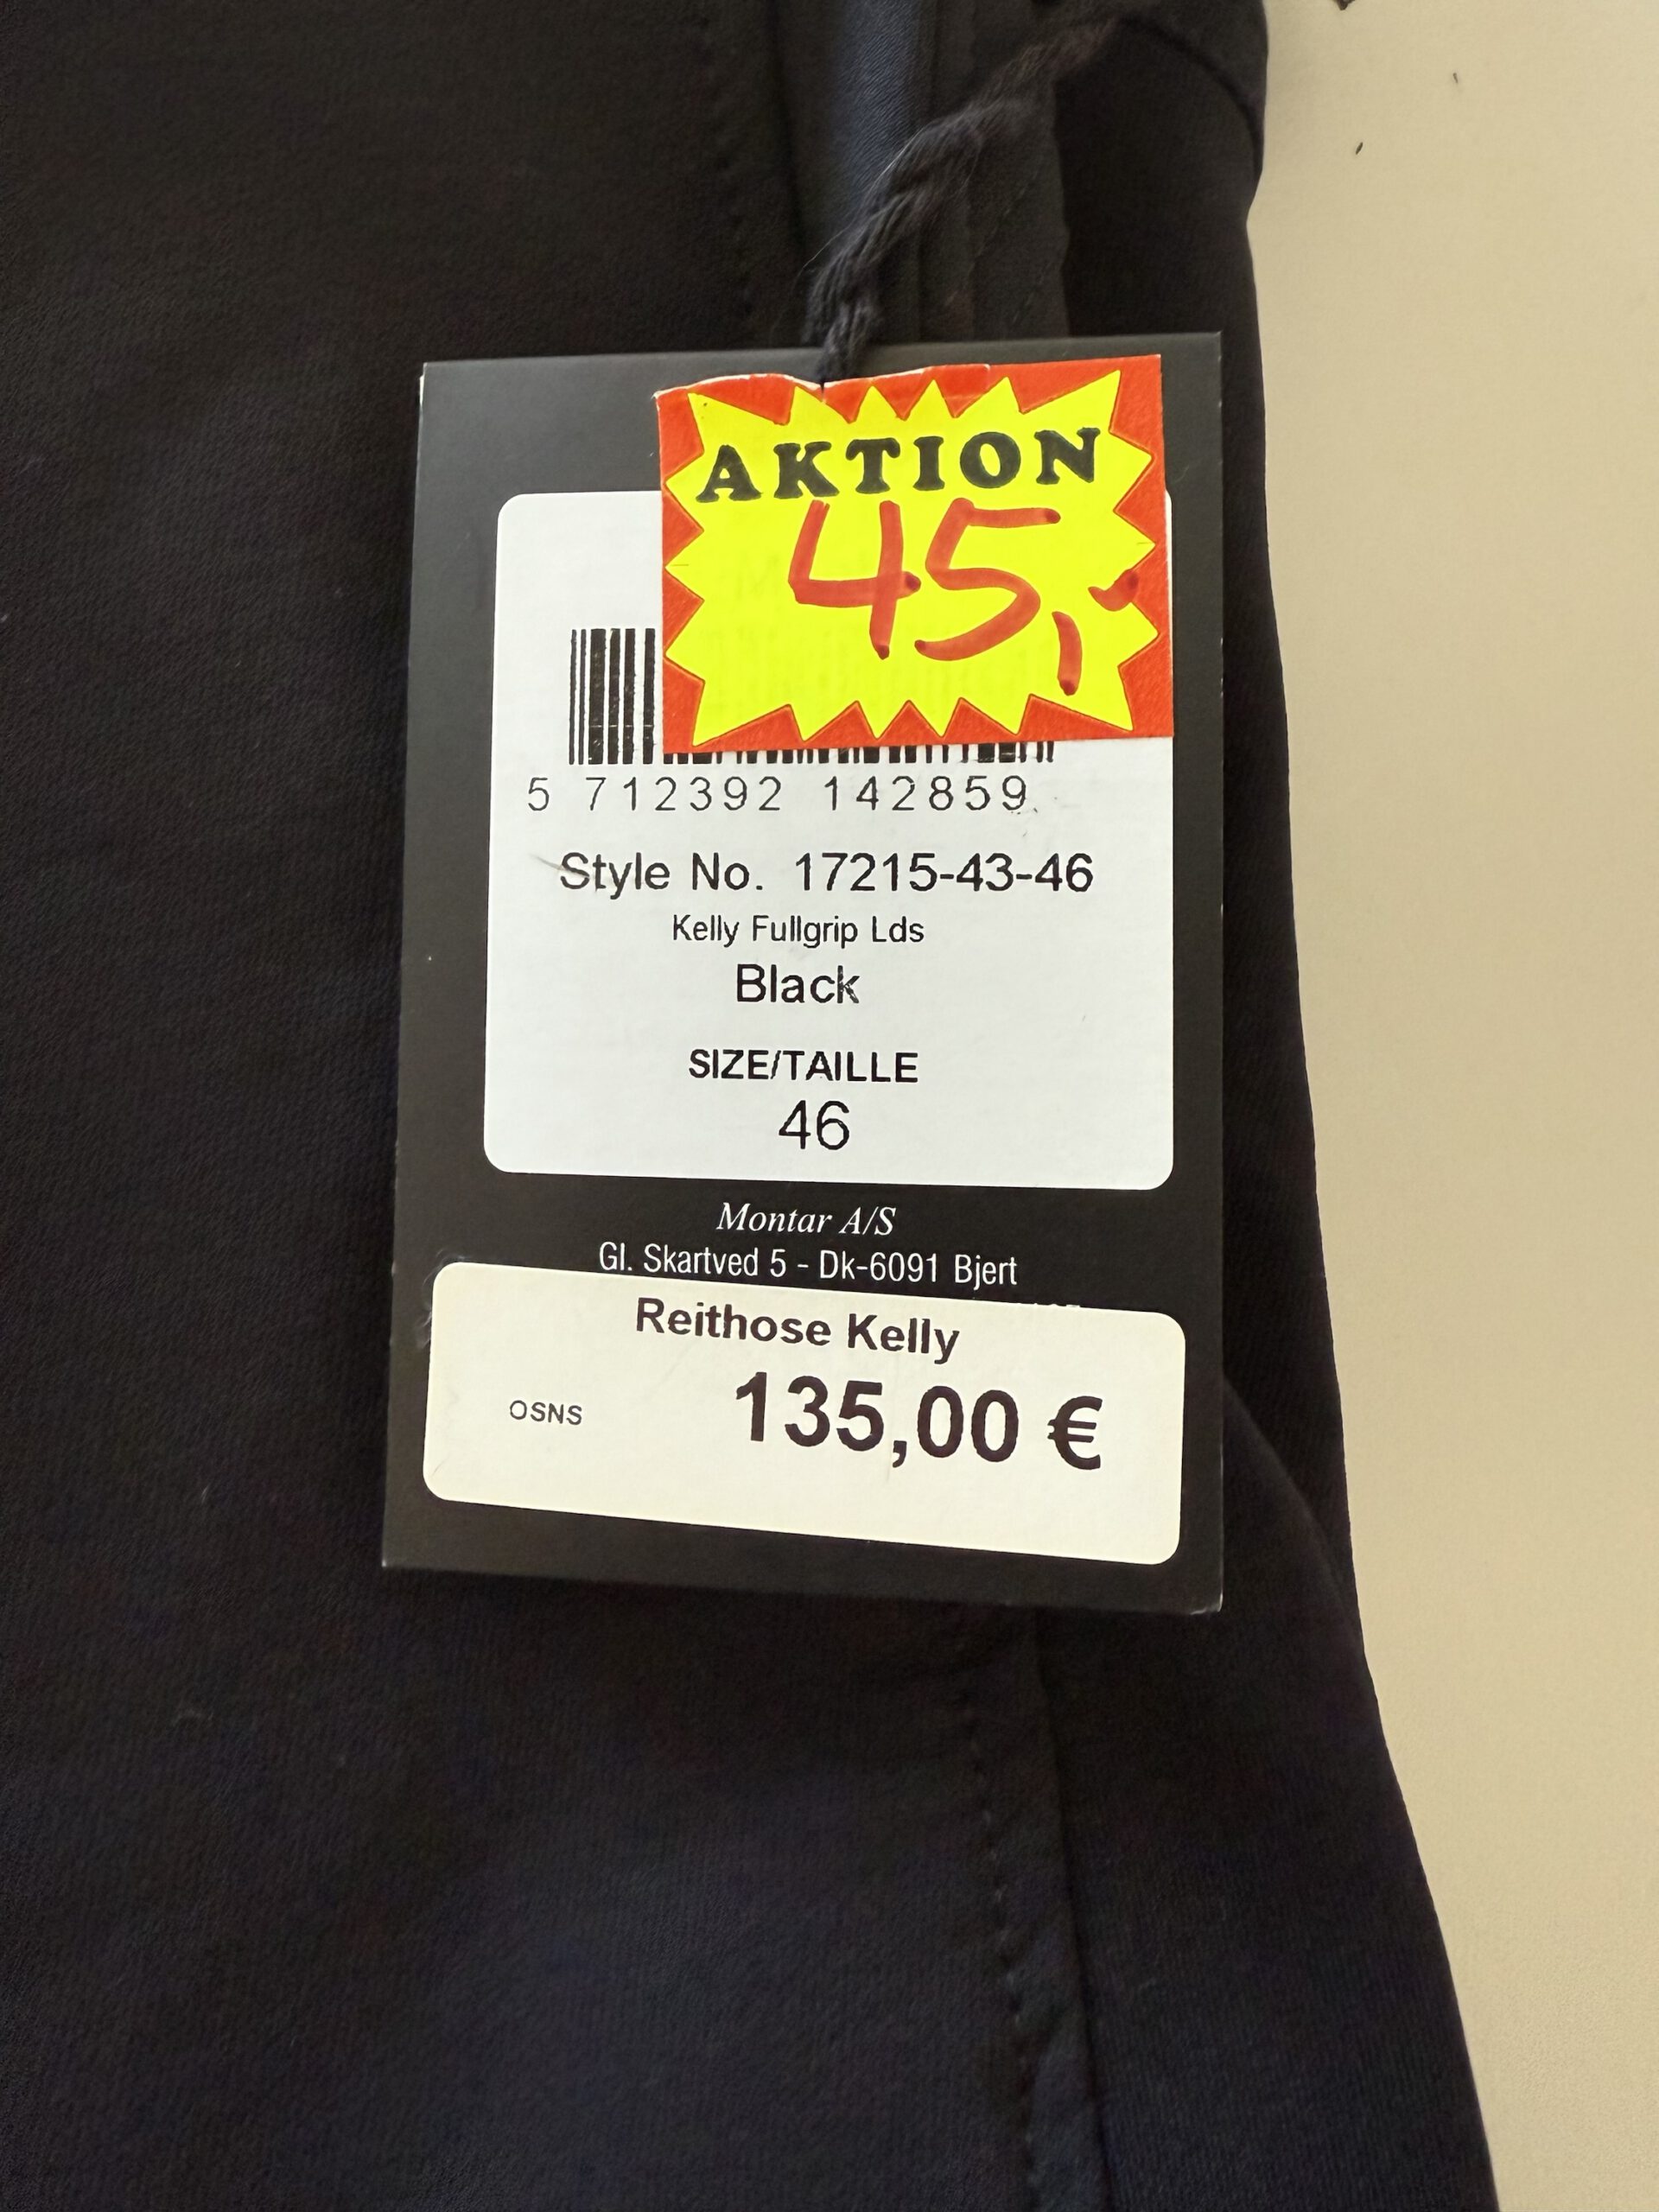 AKTION
45,-
5 712392 142859
Style No. 17215-43-46
Kelly Fullgrip Lds
Black
SIZE/TAILLE
46
Montar A/S
Gl. Skartved 5 - Dk-6091 Bjert
Reithose Kelly
OSNS 135,00 €